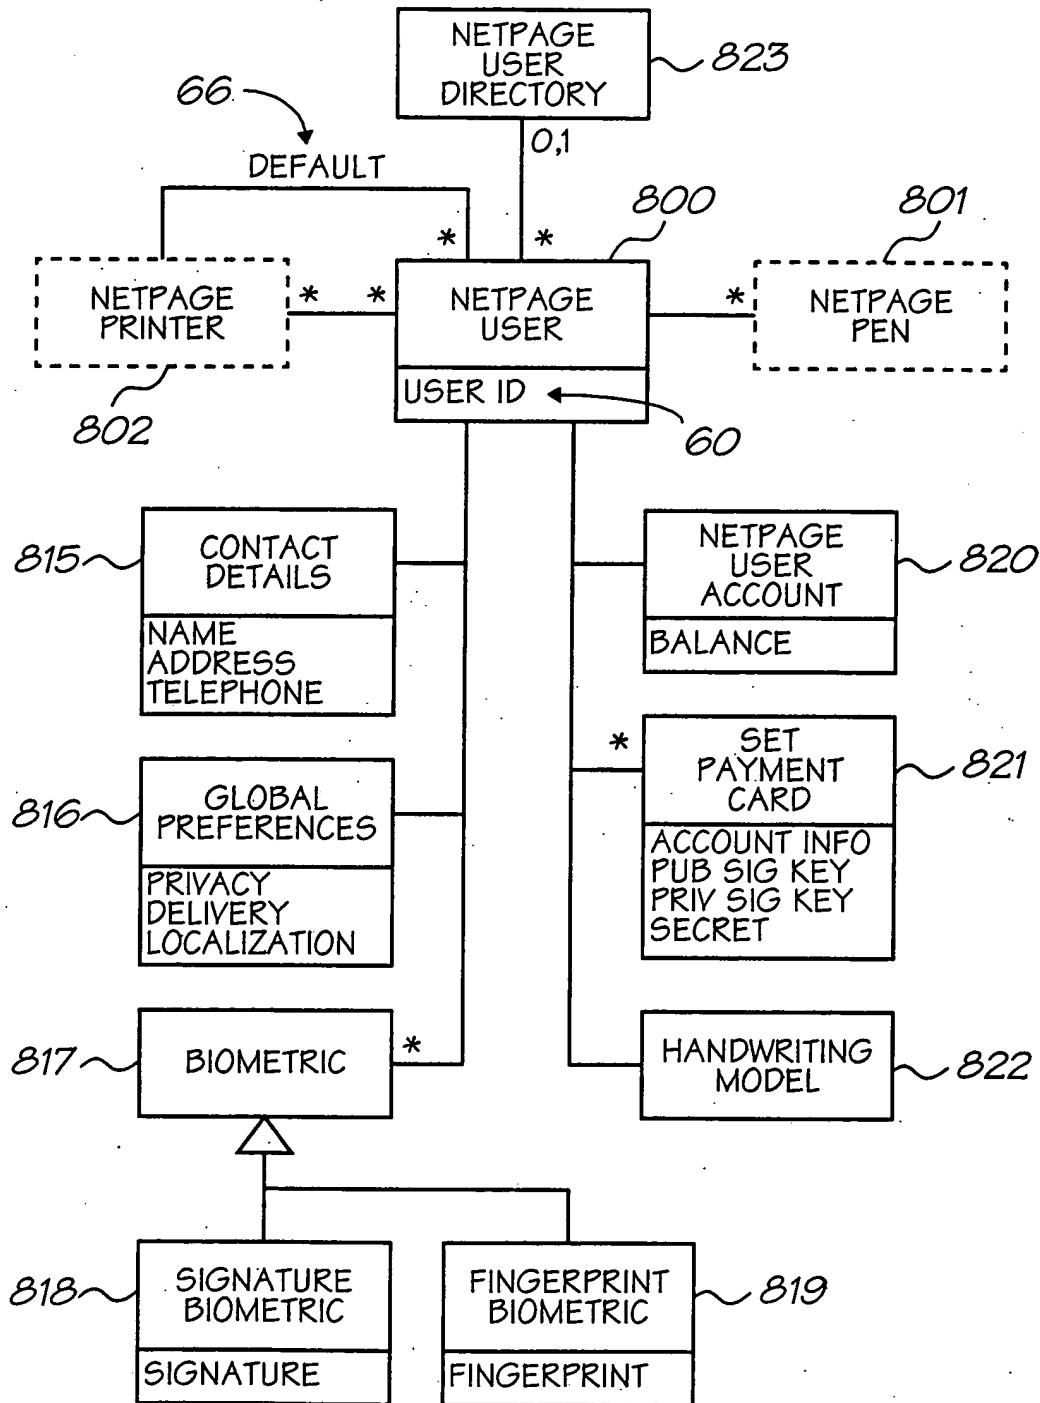 NETPAGE
USER
DIRECTORY
823
66
DEFAULT
0,1
800
801
*
*
NETPAGE
PRINTER
*
*
NETPAGE
USER
*
NETPAGE
PEN
USER ID
802
60
815
CONTACT
DETAILS
NAME
ADDRESS
TELEPHONE
NETPAGE
USER
ACCOUNT
820
BALANCE
816
GLOBAL
PREFERENCES
PRIVACY
DELIVERY
LOCALIZATION
*
SET
PAYMENT
CARD
821
ACCOUNT INFO
PUB SIG KEY
PRIV SIG KEY
SECRET
817
BIOMETRIC
*
HANDWRITING
MODEL
822
818
SIGNATURE
BIOMETRIC
SIGNATURE
FINGERPRINT
BIOMETRIC
819
FINGERPRINT